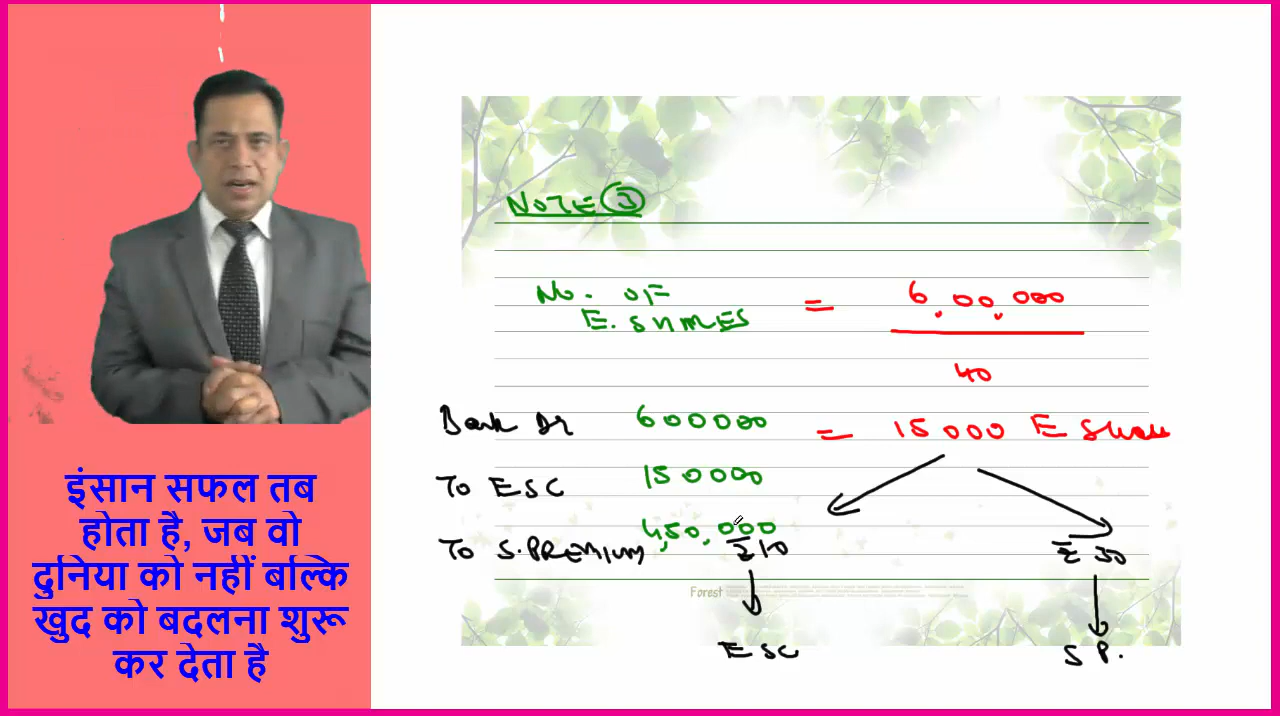 इंसान सफल तब
होता है, जब वो
दुनिया को नहीं बल्कि
खुद को बदलना शुरू
कर देता है
NOTE ③
No. OF
E. SHARES = 6,00,000
40
= 15000 E Shares
Bank Dr 600000
To ESC 150000
To S.PREMIUM 450,000
₹10 ₹30
ESC S P.
Forest